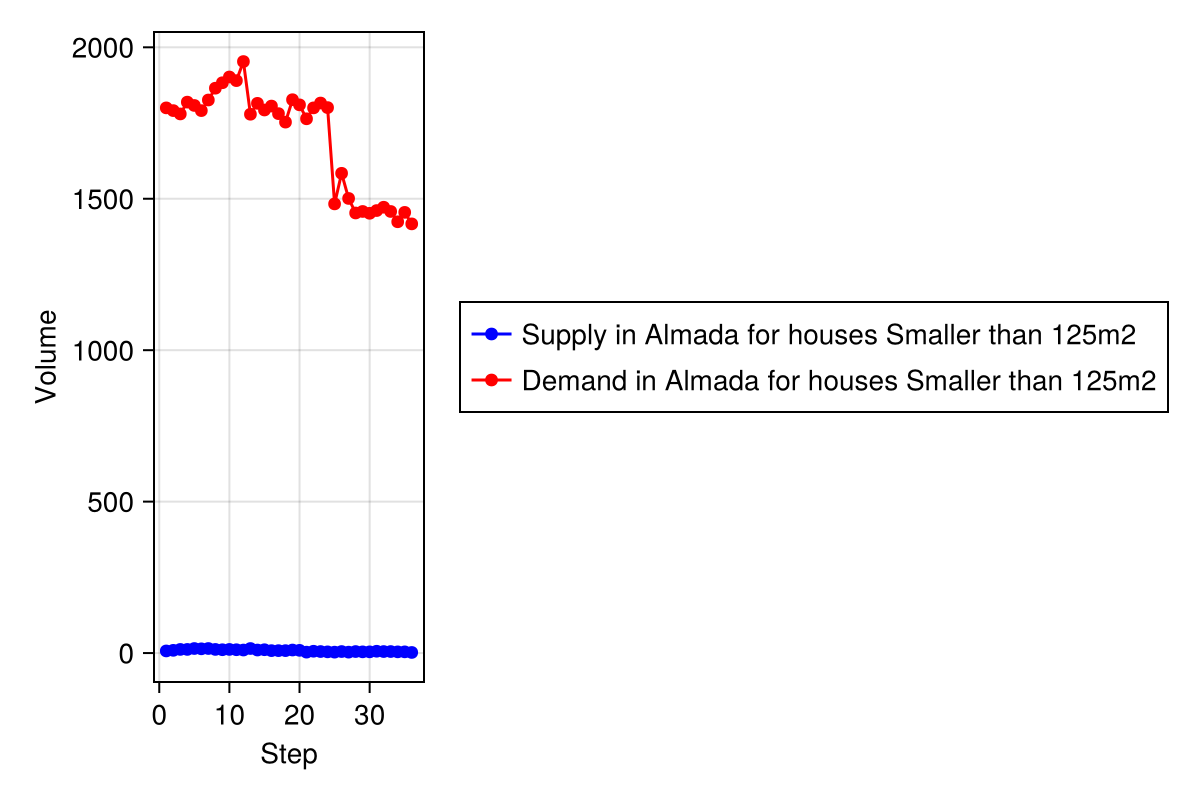 2000
1500
1000
500
0
Volume
0 10 20 30
Step
Supply in Almada for houses Smaller than 125m2
Demand in Almada for houses Smaller than 125m2